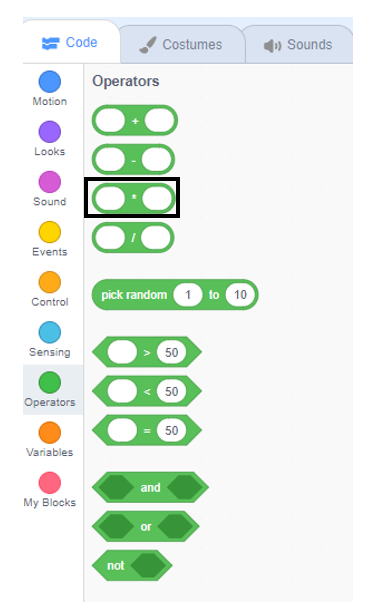 Code Costumes Sounds
Operators
Motion
Looks
Sound
Events
Control
Sensing
Operators
Variables
My Blocks
+
-
*
/
pick random 1 to 10
> 50
< 50
= 50
and
or
not